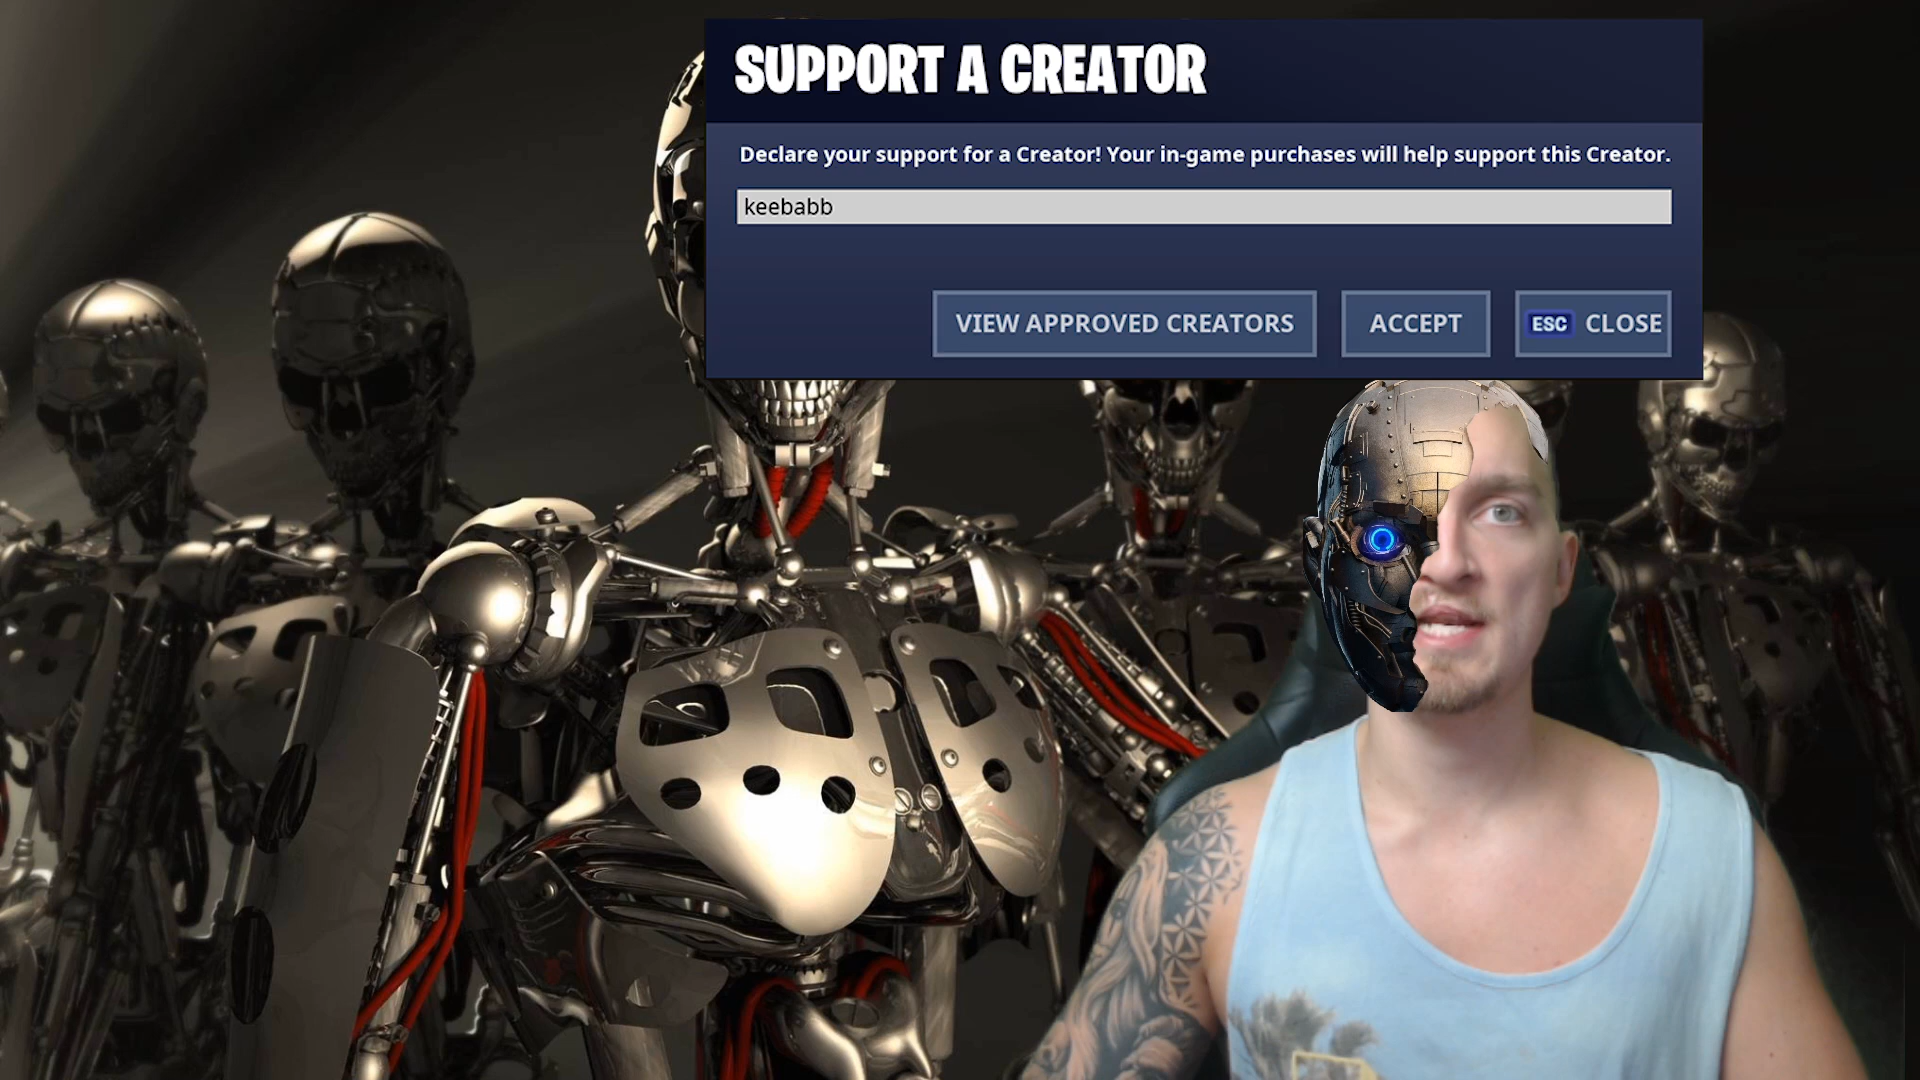 SUPPORT A CREATOR
Declare your support for a Creator! Your in-game purchases will help support this Creator.
keebabb
VIEW APPROVED CREATORS ACCEPT ESC CLOSE